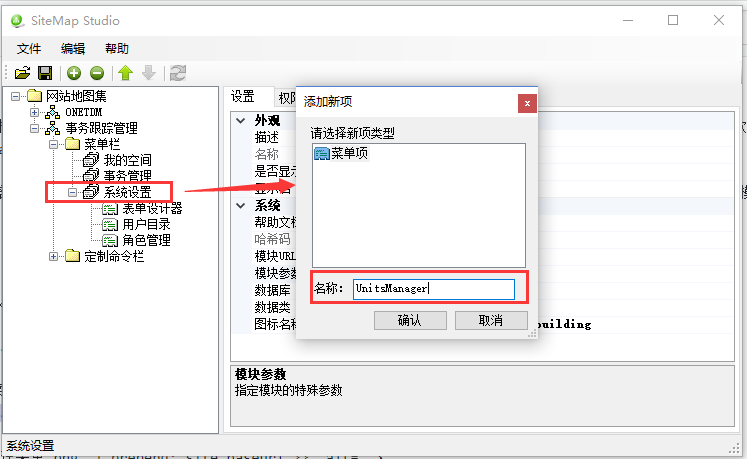 SiteMap Studio
文件 编辑 帮助
网站地图集
ONETDM
事务跟踪管理
菜单栏
我的空间
事务管理
系统设置
表单设计器
用户目录
角色管理
定制命令栏
设置
外观
描述
名称
是否显示
系统
帮助文档
哈希码
模块URL
模块参数
数据库
数据类
图标名称
building
添加新项
x
请选择新项类型
菜单项
名称: UnitsManager
确认 取消
模块参数
指定模块的特殊参数
系统设置